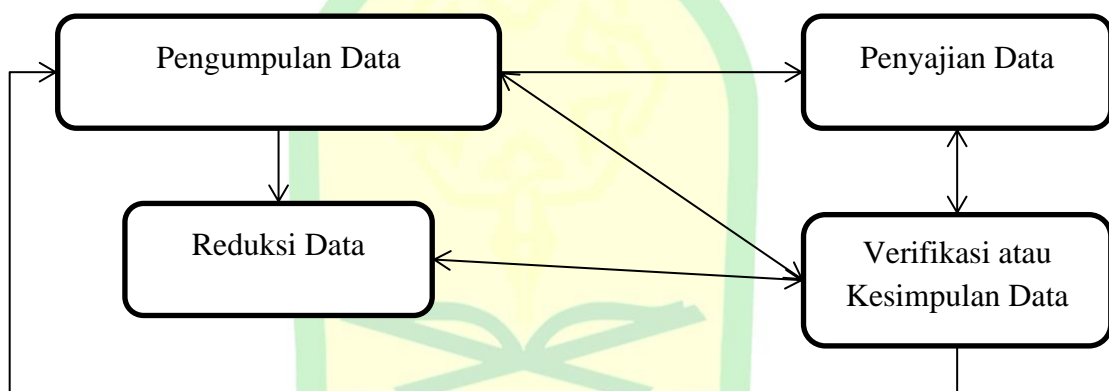 Pengumpulan Data
Penyajian Data
Reduksi Data
Verifikasi atau
Kesimpulan Data